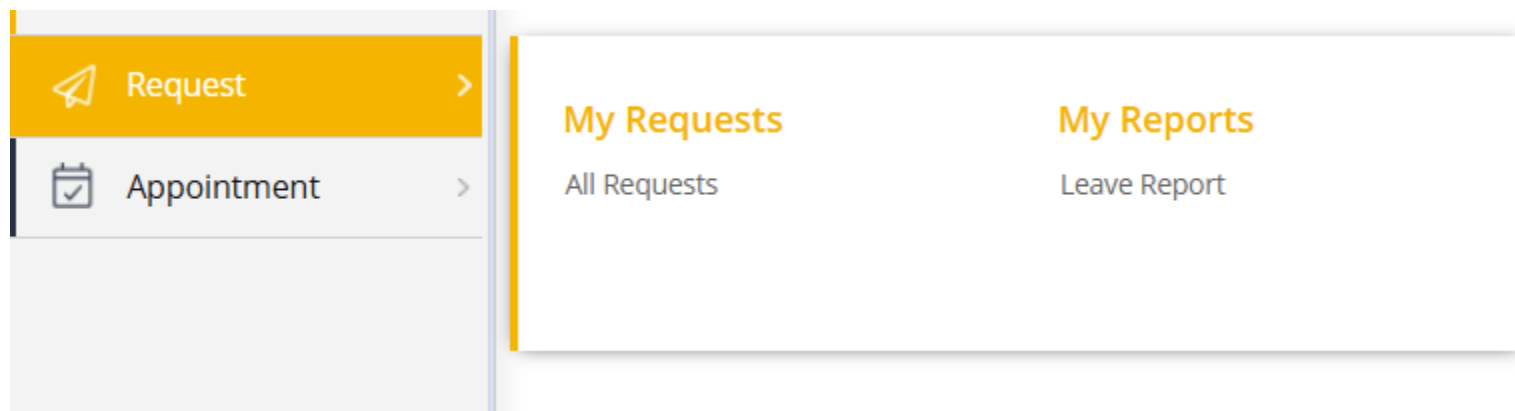 Request
Appointment
My Requests
All Requests
My Reports
Leave Report